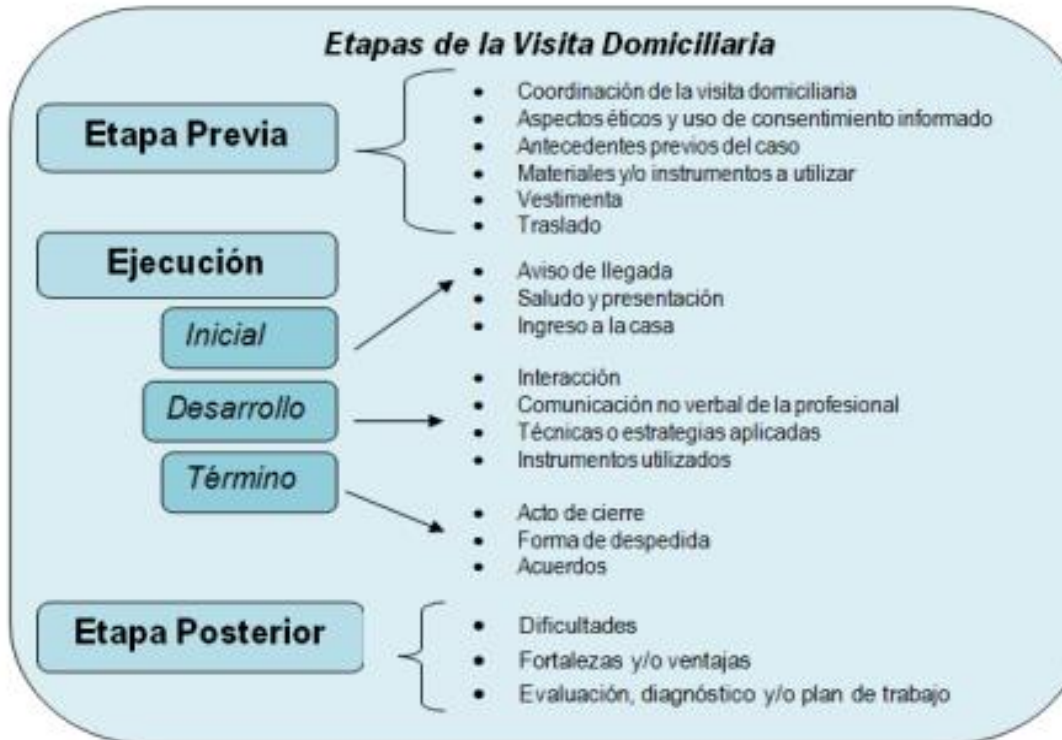 Etapas de la Visita Domiciliaria
Etapa Previa
• Coordinación de la visita domiciliaria
• Aspectos éticos y uso de consentimiento informado
• Antecedentes previos del caso
• Materiales y/o instrumentos a utilizar
• Vestimenta
• Traslado
Ejecución
Inicial
• Aviso de llegada
• Saludo y presentación
• Ingreso a la casa
Desarrollo
• Interacción
• Comunicación no verbal de la profesional
• Técnicas o estrategias aplicadas
• Instrumentos utilizados
Término
• Acto de cierre
• Forma de despedida
• Acuerdos
Etapa Posterior
• Dificultades
• Fortalezas y/o ventajas
• Evaluación, diagnóstico y/o plan de trabajo